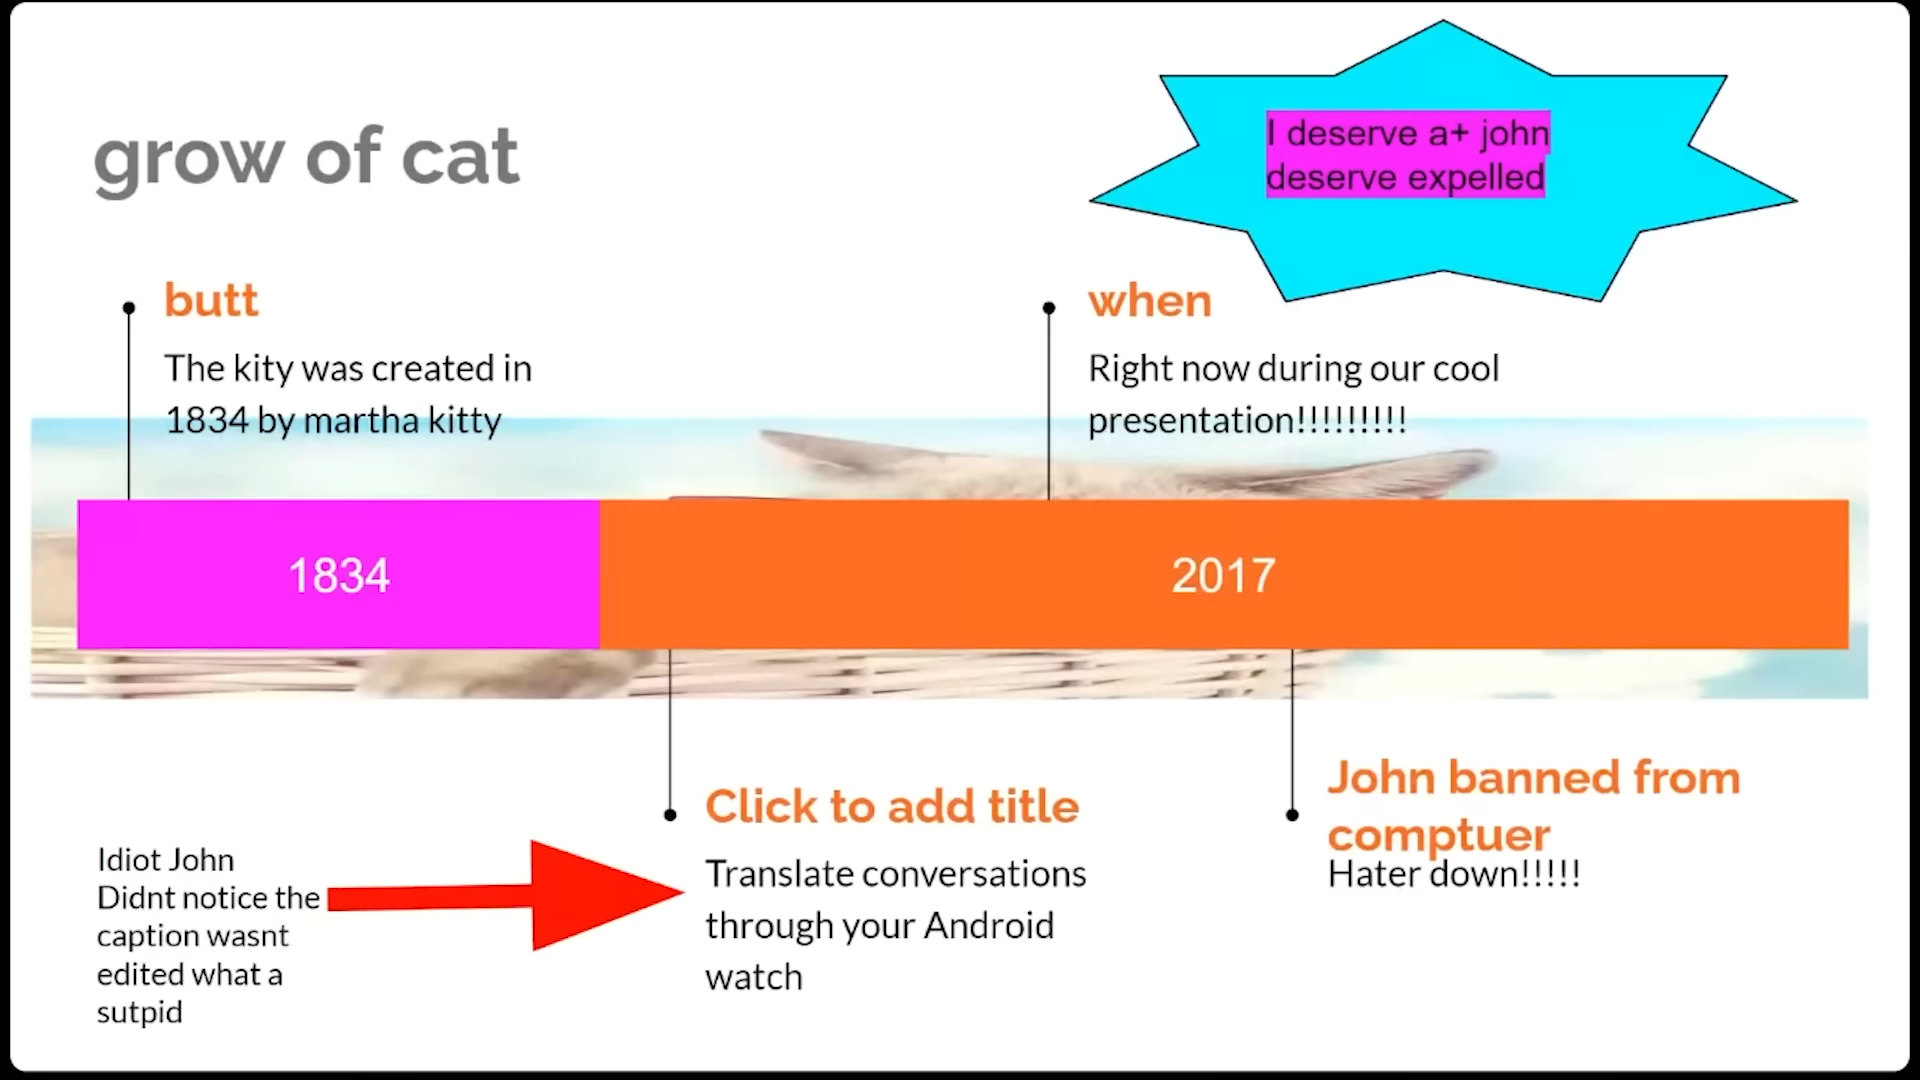 grow of cat
I deserve a+ john
deserve expelled
butt
The kity was created in
1834 by martha kitty
when
Right now during our cool
presentation!!!!!!!!!
1834
2017
Click to add title
Translate conversations
through your Android
watch
John banned from
comptuer
Hater down!!!!!
Idiot John
Didnt notice the
caption wasnt
edited what a
sutpid